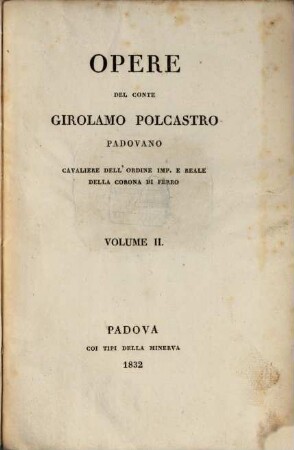 OPERE
DEL CONTE
GIROLAMO POLCASTRO
PADOVANO
CAVALIERE DELL' ORDINE IMP. E REALE
DELLA CORONA DI FERRO
VOLUME II.
PADOVA
COI TIPI DELLA MINERVA
1832